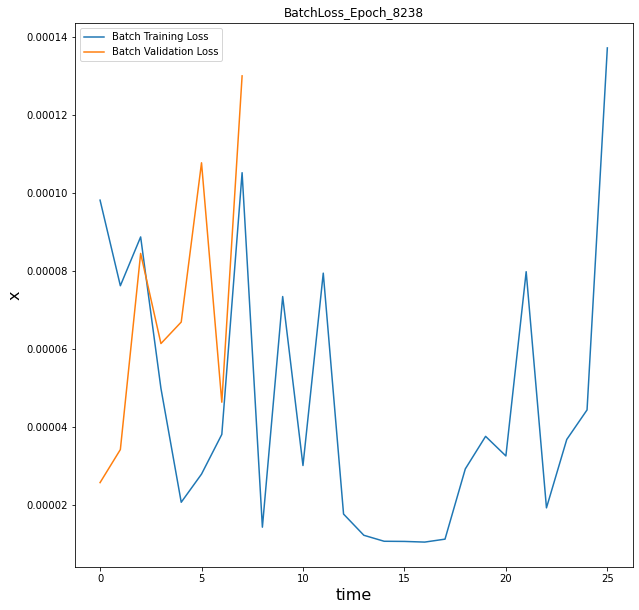 BatchLoss_Epoch_8238
Batch Training Loss
Batch Validation Loss
0.00014
0.00012
0.00010
0.00008
0.00006
0.00004
0.00002
x
0 5 10 15 20 25
time